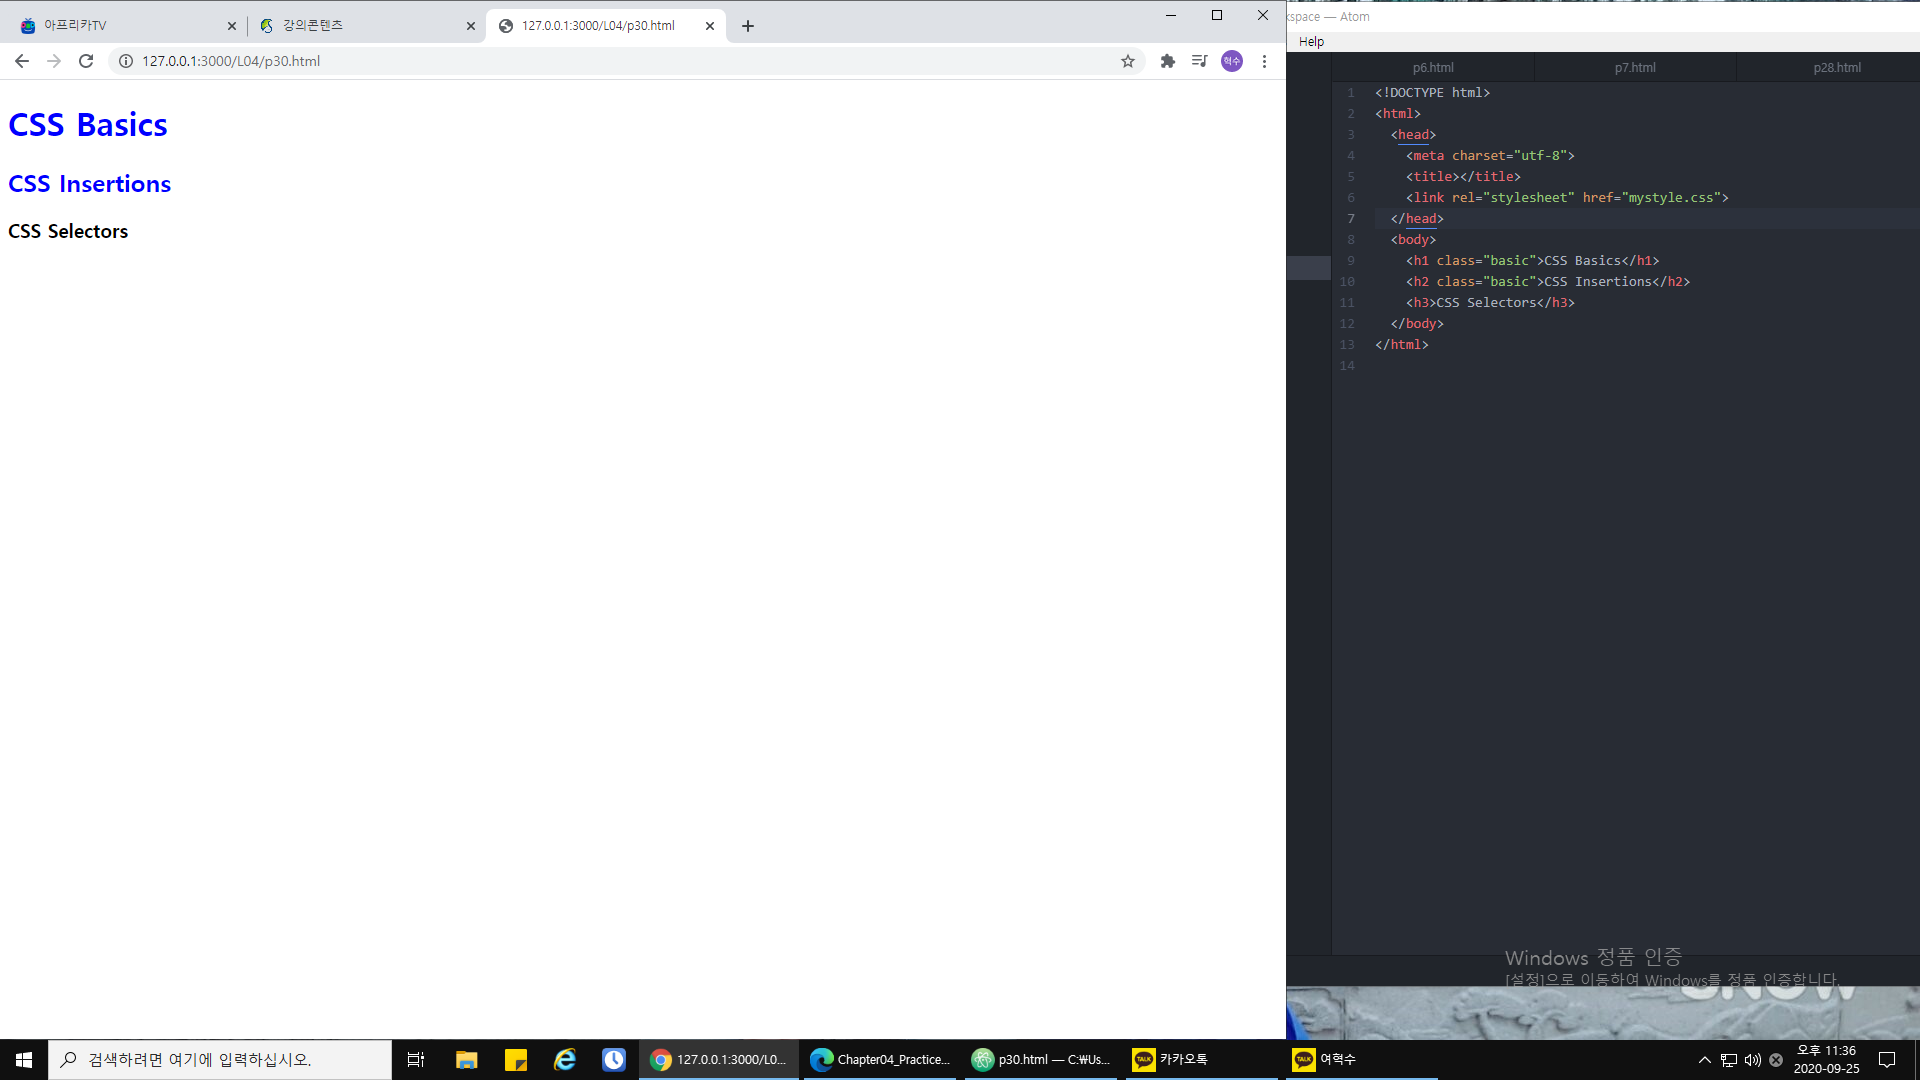 아프리카TV
강의콘텐츠
127.0.0.1:3000/L04/p30.html
127.0.0.1:3000/L04/p30.html
혁수
CSS Basics
CSS Insertions
CSS Selectors
kspace — Atom
Help
p6.html
p7.html
p28.html
1 <!DOCTYPE html>
2 <html>
3 <head>
4 <meta charset="utf-8">
5 <title></title>
6 <link rel="stylesheet" href="mystyle.css">
7 </head>
8 <body>
9 <h1 class="basic">CSS Basics</h1>
10 <h2 class="basic">CSS Insertions</h2>
11 <h3>CSS Selectors</h3>
12 </body>
13 </html>
14
Windows 정품 인증
[설정]으로 이동하여 Windows를 정품 인증합니다.
SNOW
검색하려면 여기에 입력하십시오.
127.0.0.1:3000/L0...
Chapter04_Practice...
p30.html — C:₩Us...
TALK
카카오톡
TALK
여혁수
오후 11:36
2020-09-25